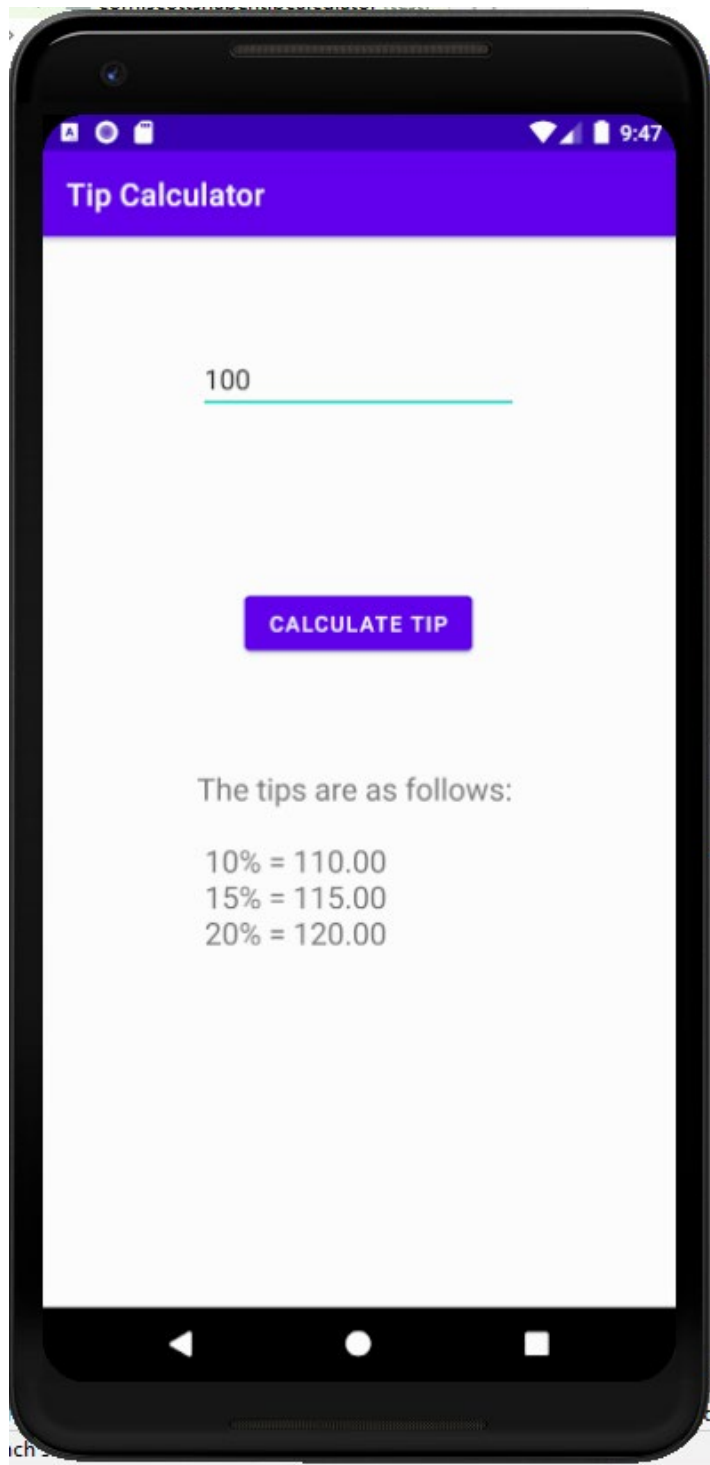 9:47
Tip Calculator
100
CALCULATE TIP
The tips are as follows:
10% = 110.00
15% = 115.00
20% = 120.00